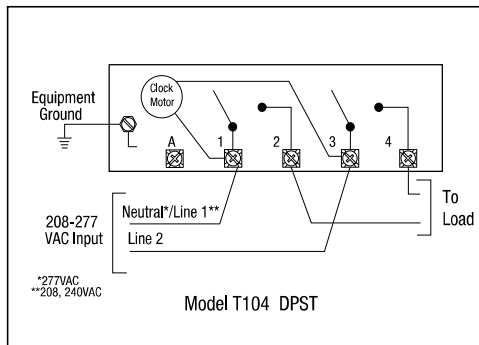 Clock
Motor
Equipment
Ground
A
1
2
3
4
208-277
VAC Input
Neutral*/Line 1**
Line 2
To
Load
*277VAC
**208, 240VAC
Model T104 DPST